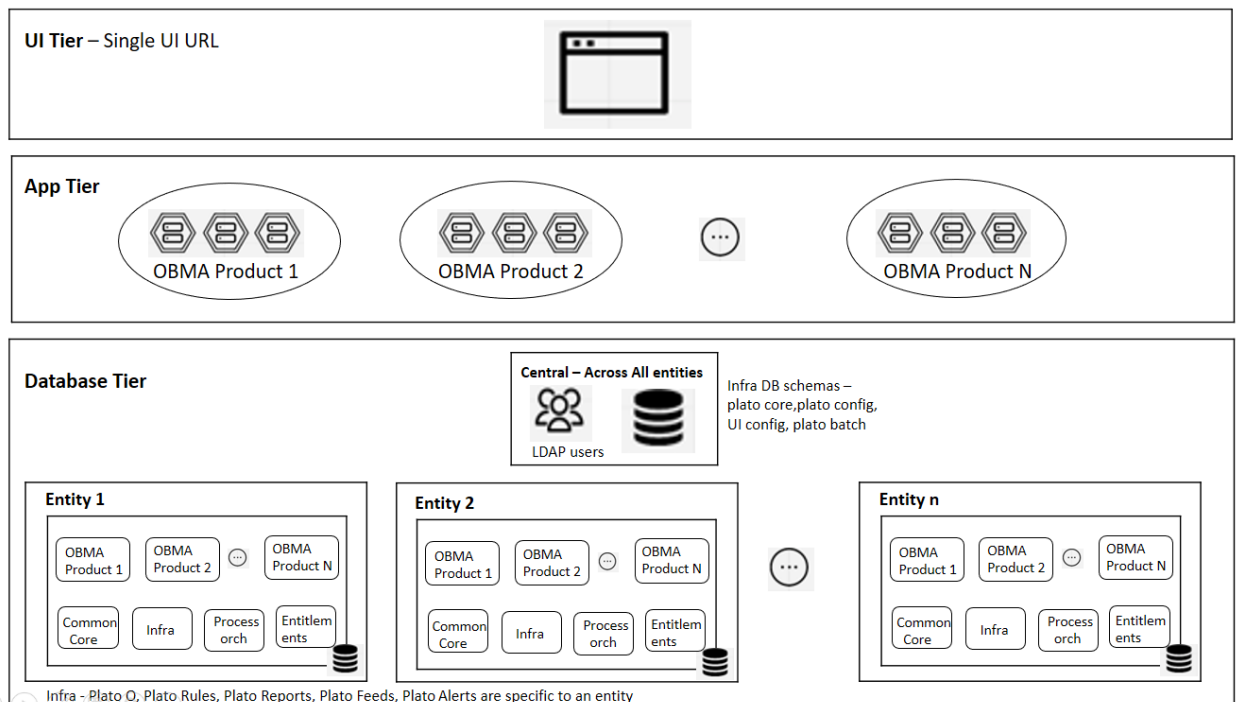 UI Tier – Single UI URL
App Tier
OBMA Product 1
OBMA Product 2
OBMA Product N
Database Tier
Central – Across All entities
LDAP users
Infra DB schemas –
plato core,plato config,
UI config, plato batch
Entity 1
OBMA
Product 1
OBMA
Product 2
OBMA
Product N
Common
Core
Infra
Process
orch
Entitlem
ents
Entity 2
OBMA
Product 1
OBMA
Product 2
OBMA
Product N
Common
Core
Infra
Process
orch
Entitlem
ents
Entity n
OBMA
Product 1
OBMA
Product 2
OBMA
Product N
Common
Core
Infra
Process
orch
Entitlem
ents
Infra - Plato O, Plato Rules, Plato Reports, Plato Feeds, Plato Alerts are specific to an entity